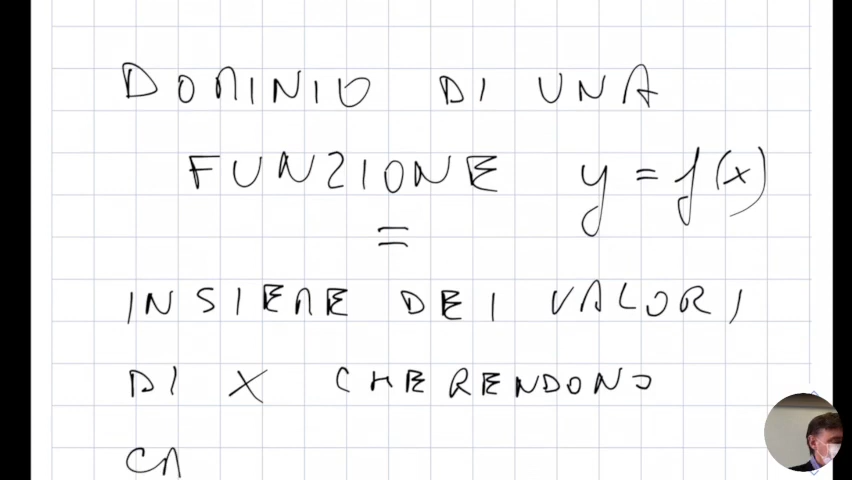 DOMINIO DI UNA
FUNZIONE y = f(x)
=
INSIEME DEI VALORI
DI X CHE RENDONO